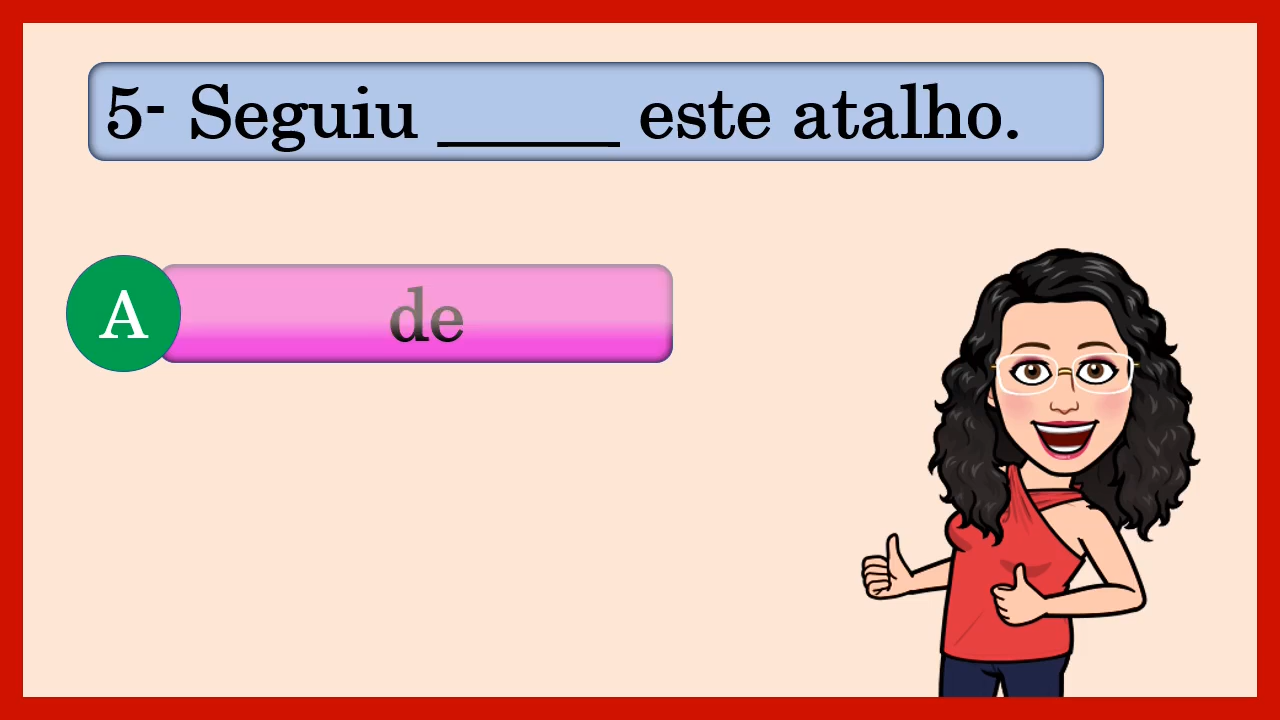 5- Seguiu _____ este atalho.
A de